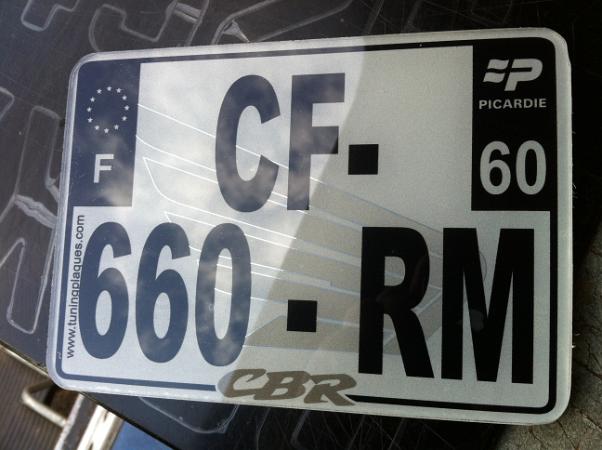 F
CF-
P
PICARDIE
60
660-RM
www.tuningplaques.com
CBR